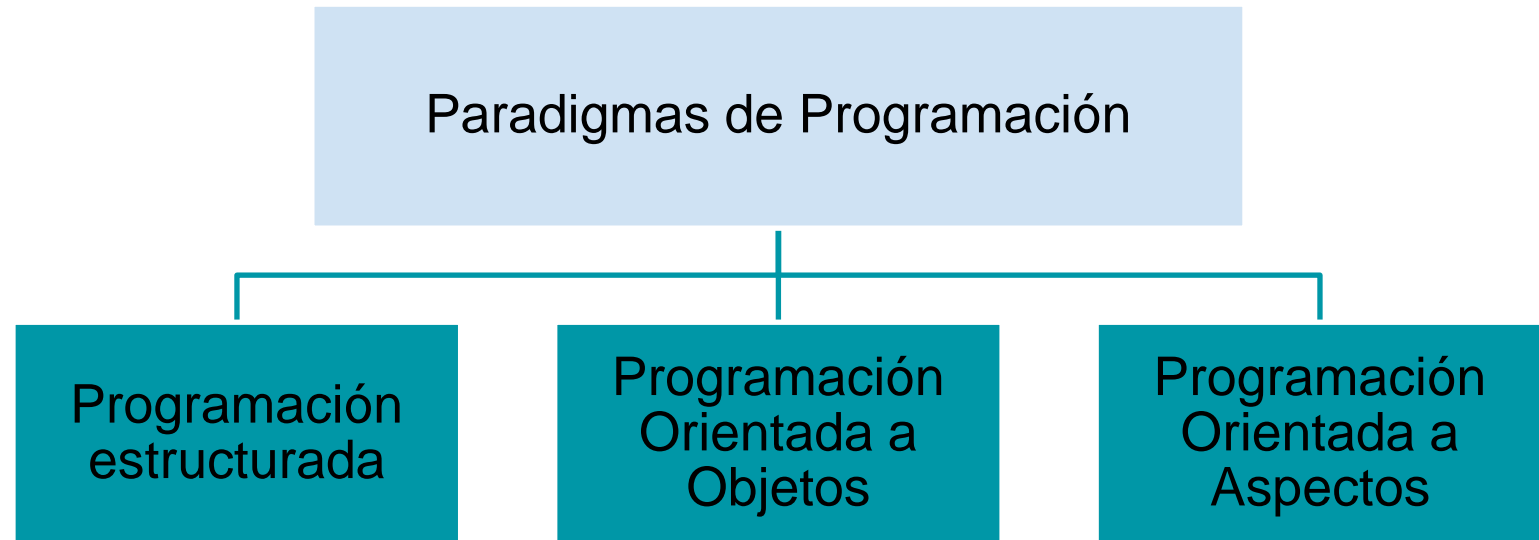 Paradigmas de Programación
Programación
estructurada
Programación
Orientada a
Objetos
Programación
Orientada a
Aspectos